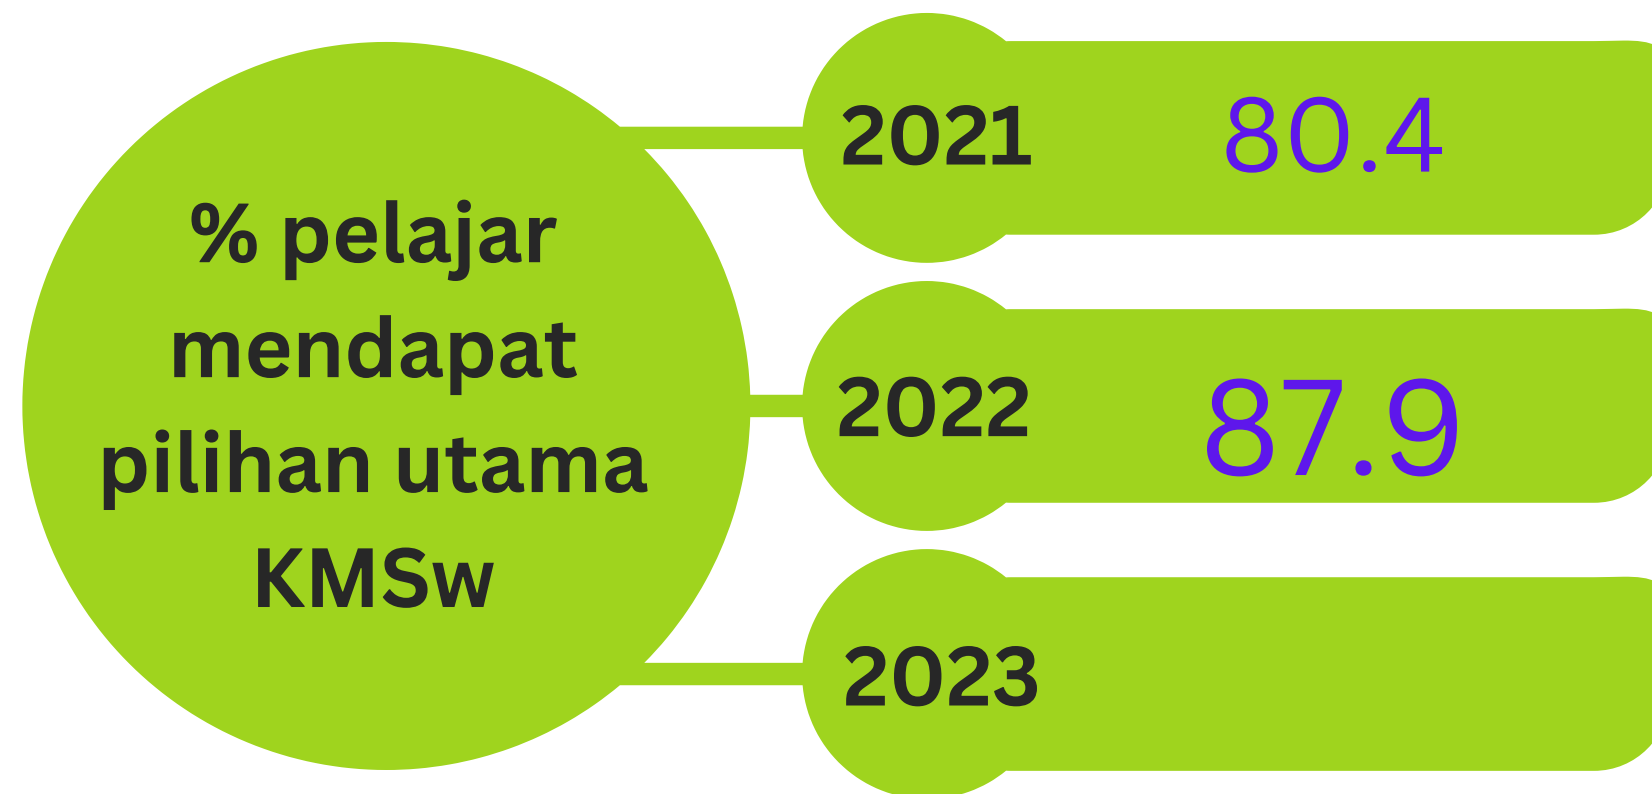 % pelajar
mendapat
pilihan utama
KMSw
2021 80.4
2022 87.9
2023